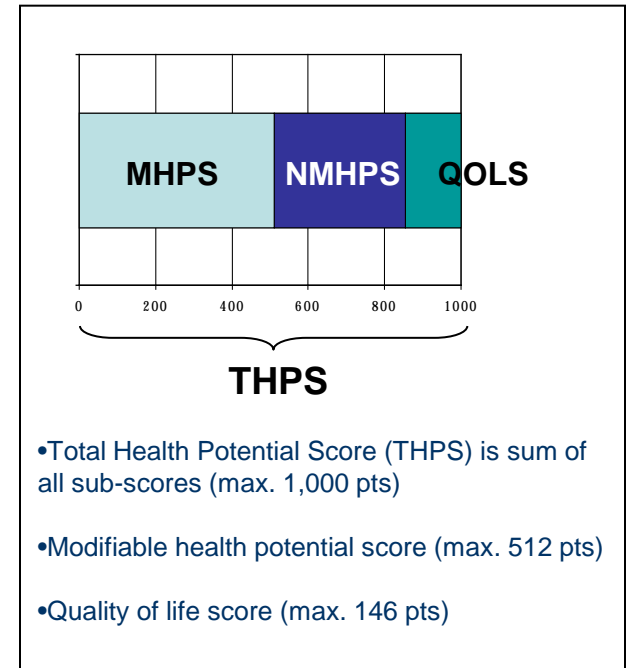 MHPS NMHPS QOLS
0 200 400 600 800 1000
THPS
•Total Health Potential Score (THPS) is sum of
all sub-scores (max. 1,000 pts)
•Modifiable health potential score (max. 512 pts)
•Quality of life score (max. 146 pts)